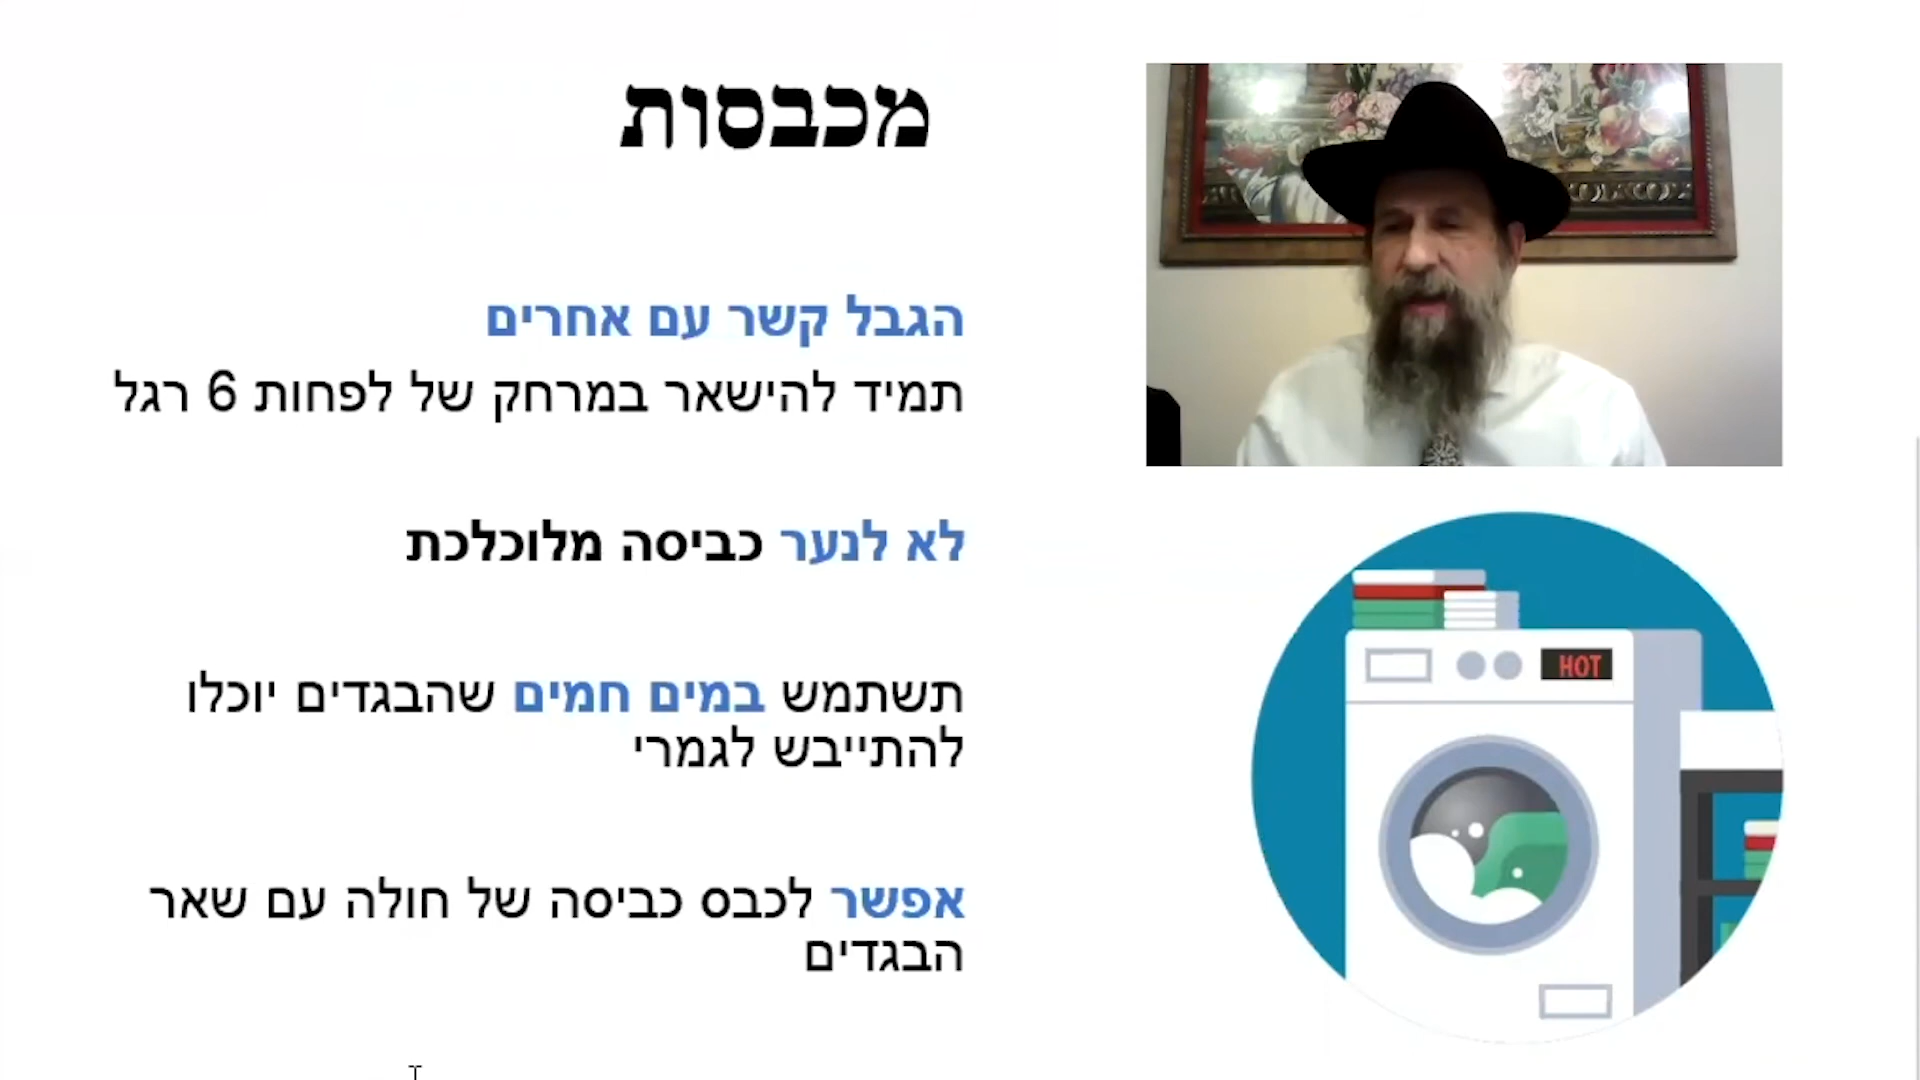 מכבסות
הגבל קשר עם אחרים
תמיד להישאר במרחק של לפחות 6 רגל
לא לנער כביסה מלוכלכת
תשתמש במים חמים שהבגדים יוכלו
להתייבש לגמרי
אפשר לכבס כביסה של חולה עם שאר
הבגדים
HOT